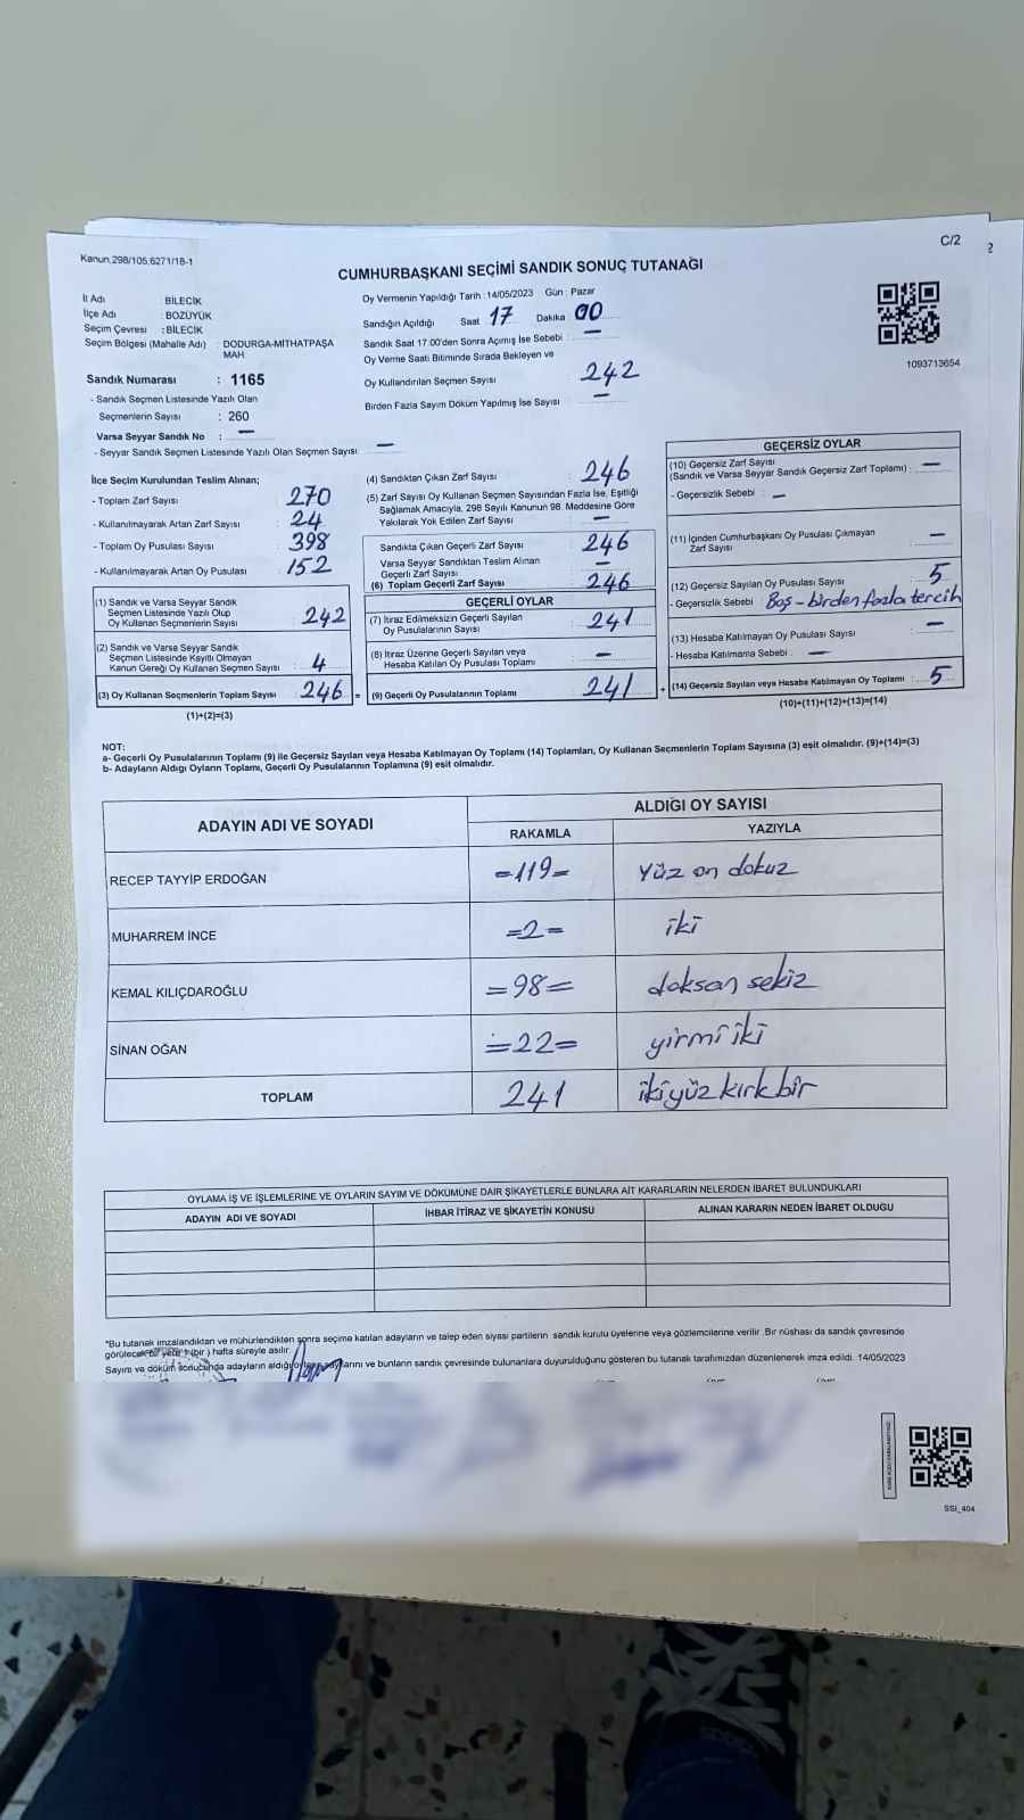 Kanun.298/105,6271/18-1
C/2
2
CUMHURBAŞKANI SEÇİMİ SANDIK SONUÇ TUTANAĞI
İl Adı BİLECİK
İlçe Adı : BOZÜYÜK
Seçim Çevresi : BİLECİK
Seçim Bölgesi (Mahalle Adı) : DODURGA-MİTHATPAŞA MAH
Sandık Numarası : 1165
- Sandık Seçmen Listesinde Yazılı Olan
Seçmenlerin Sayısı : 260
Varsa Seyyar Sandık No : —
- Seyyar Sandık Seçmen Listesinde Yazılı Olan Seçmen Sayısı —
Oy Vermenin Yapıldığı Tarih : 14/05/2023 Gün : Pazar
Sandığın Açıldığı Saat 17 Dakika 00
Sandık Saat 17:00'den Sonra Açımış İse Sebebi : —
Oy Verme Saati Bitiminde Sırada Bekleyen ve
Oy Kullandırılan Seçmen Sayısı 242
Birden Fazla Sayım Döküm Yapılmış İse Sayısı —
1093713654
İlçe Seçim Kurulundan Teslim Alınan;
- Toplam Zarf Sayısı : 270
- Kullanılmayarak Artan Zarf Sayısı : 24
- Toplam Oy Pusulası Sayısı : 398
- Kullanılmayarak Artan Oy Pusulası : 152
(1) Sandık ve Varsa Seyyar Sandık
Seçmen Listesinde Yazılı Olup
Oy Kullanan Seçmenlerin Sayısı : 242
(2) Sandık ve Varsa Seyyar Sandık
Seçmen Listesinde Kayıtlı Olmayan
Kanun Gereği Oy Kullanan Seçmen Sayısı : 4
(3) Oy Kullanan Seçmenlerin Toplam Sayısı : 246 =
(1)+(2)=(3)
(4) Sandıktan Çıkan Zarf Sayısı : 246
(5) Zarf Sayısı Oy Kullanan Seçmen Sayısından Fazla İse, Eşitliği
Sağlamak Amacıyla, 298 Sayılı Kanunun 98. Maddesine Göre
Yakılarak Yok Edilen Zarf Sayısı : —
Sandıkta Çıkan Geçerli Zarf Sayısı : 246
Varsa Seyyar Sandıktan Teslim Alınan
Geçerli Zarf Sayısı : —
(6) Toplam Geçerli Zarf Sayısı : 246
GEÇERLİ OYLAR
(7) İtiraz Edilmeksizin Geçerli Sayılan
Oy Pusulalarının Sayısı : 241
(8) İtiraz Üzerine Geçerli Sayılan veya
Hesaba Katılan Oy Pusulası Toplamı : —
(9) Geçerli Oy Pusulalarının Toplamı : 241 +
GEÇERSİZ OYLAR
(10) Geçersiz Zarf Sayısı
(Sandık ve Varsa Seyyar Sandık Geçersiz Zarf Toplamı) : —
- Geçersizlik Sebebi : —
(11) İçinden Cumhurbaşkanı Oy Pusulası Çıkmayan
Zarf Sayısı —
(12) Geçersiz Sayılan Oy Pusulası Sayısı 5
- Geçersizlik Sebebi Boş-birden fazla tercih
(13) Hesaba Katılmayan Oy Pusulası Sayısı : —
- Hesaba Katılmama Sebebi : —
(14) Geçersiz Sayılan veya Hesaba Katılmayan Oy Toplamı : 5
(10)+(11)+(12)+(13)=(14)
NOT:
a- Geçerli Oy Pusulalarının Toplamı (9) ile Geçersiz Sayılan veya Hesaba Katılmayan Oy Toplamı (14) Toplamları, Oy Kullanan Seçmenlerin Toplam Sayısına (3) eşit olmalıdır. (9)+(14)=(3)
b- Adayların Aldığı Oyların Toplamı, Geçerli Oy Pusulalarının Toplamına (9) eşit olmalıdır.
ADAYIN ADI VE SOYADI
ALDIĞI OY SAYISI
RAKAMLA YAZIYLA
RECEP TAYYİP ERDOĞAN =119= Yüz on dokuz
MUHARREM İNCE =2= iki
KEMAL KILIÇDAROĞLU =98= doksan sekiz
SİNAN OĞAN =22= yirmi iki
TOPLAM 241 ikiyüz kırk bir
OYLAMA İŞ VE İŞLEMLERİNE VE OYLARIN SAYIM VE DÖKÜMÜNE DAİR ŞİKAYETLERLE BUNLARA AİT KARARLARIN NELERDEN İBARET BULUNDUKLARI
ADAYIN ADI VE SOYADI İHBAR İTİRAZ VE ŞİKAYETİN KONUSU ALINAN KARARIN NEDEN İBARET OLDUĞU
*Bu tutanak imzalandıktan ve mühürlendikten sonra seçime katılan adayların ve talep eden siyasi partilerin sandık kurulu üyelerine veya gözlemcilerine verilir .Bir nüshası da sandık çevresinde
görülecek bir yere 1 (bir ) hafta süreyle asılır.
Sayım ve döküm sonucunda adayların aldığı ve bunların sandık çevresinde bulunanlara duyurulduğunu gösteren bu tutanak tarafımızdan düzenlenerek imza edildi. 14/05/2023
SSI_404